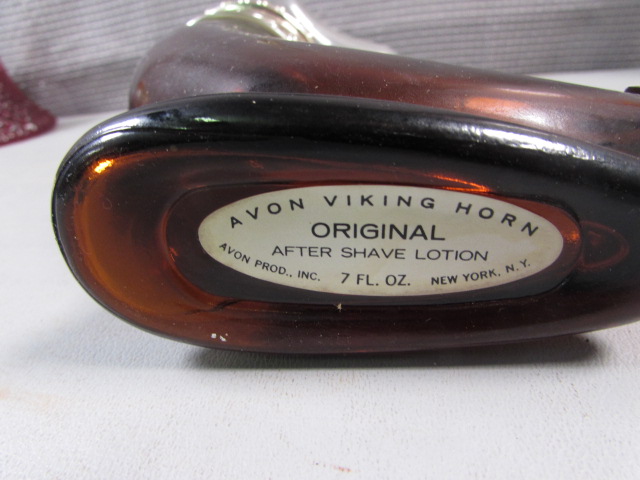 AVON VIKING HORN
ORIGINAL
AFTER SHAVE LOTION
AVON PROD., INC. 7 FL. OZ. NEW YORK, N.Y.